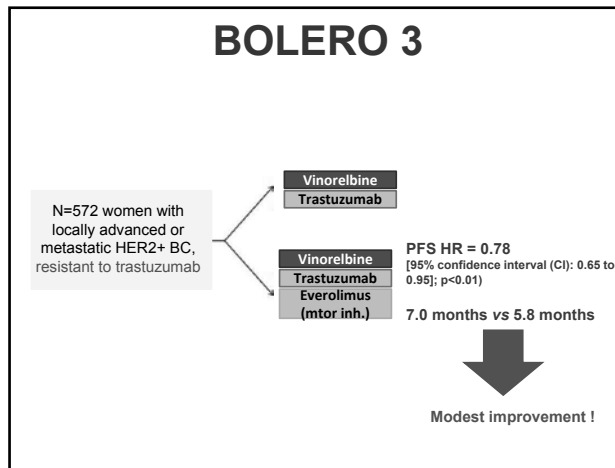 BOLERO 3
N=572 women with
locally advanced or
metastatic HER2+ BC,
resistant to trastuzumab
Vinorelbine
Trastuzumab
Vinorelbine
Trastuzumab
Everolimus
(mtor inh.)
PFS HR = 0.78
[95% confidence interval (CI): 0.65 to
0.95]; p<0.01)
7.0 months vs 5.8 months
Modest improvement !